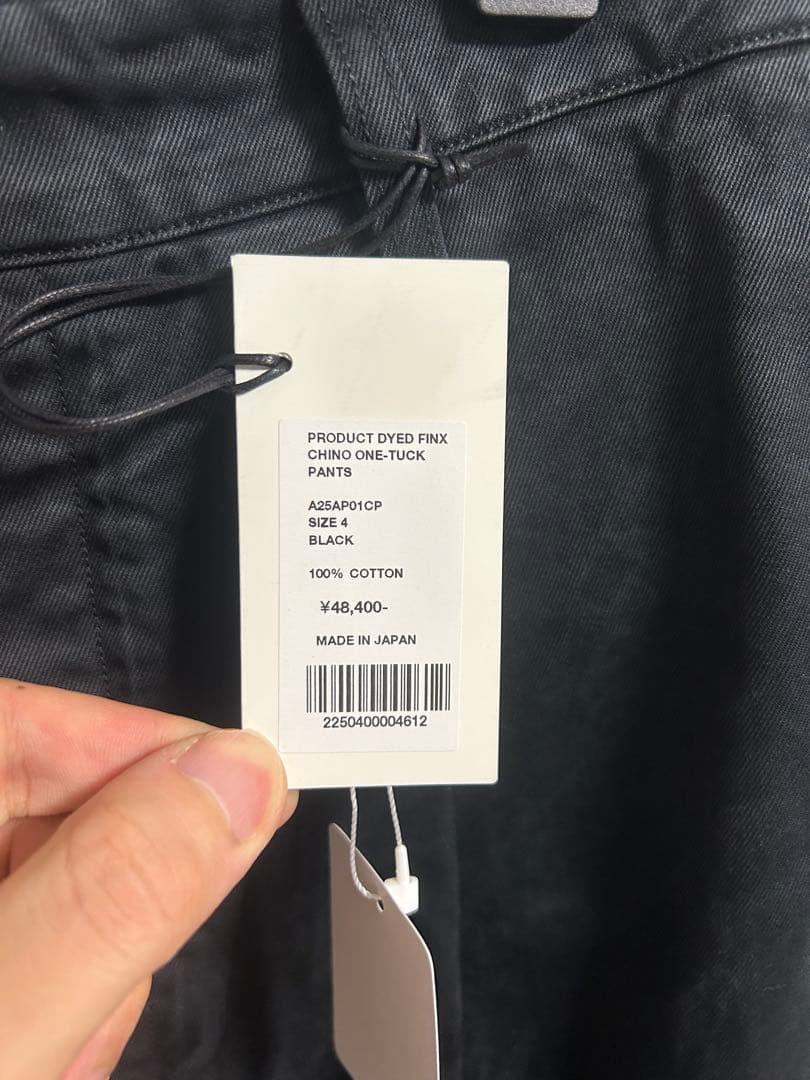 PRODUCT DYED FINX
CHINO ONE-TUCK
PANTS
A25AP01CP
SIZE 4
BLACK
100% COTTON
¥48,400-
MADE IN JAPAN
2250400004612